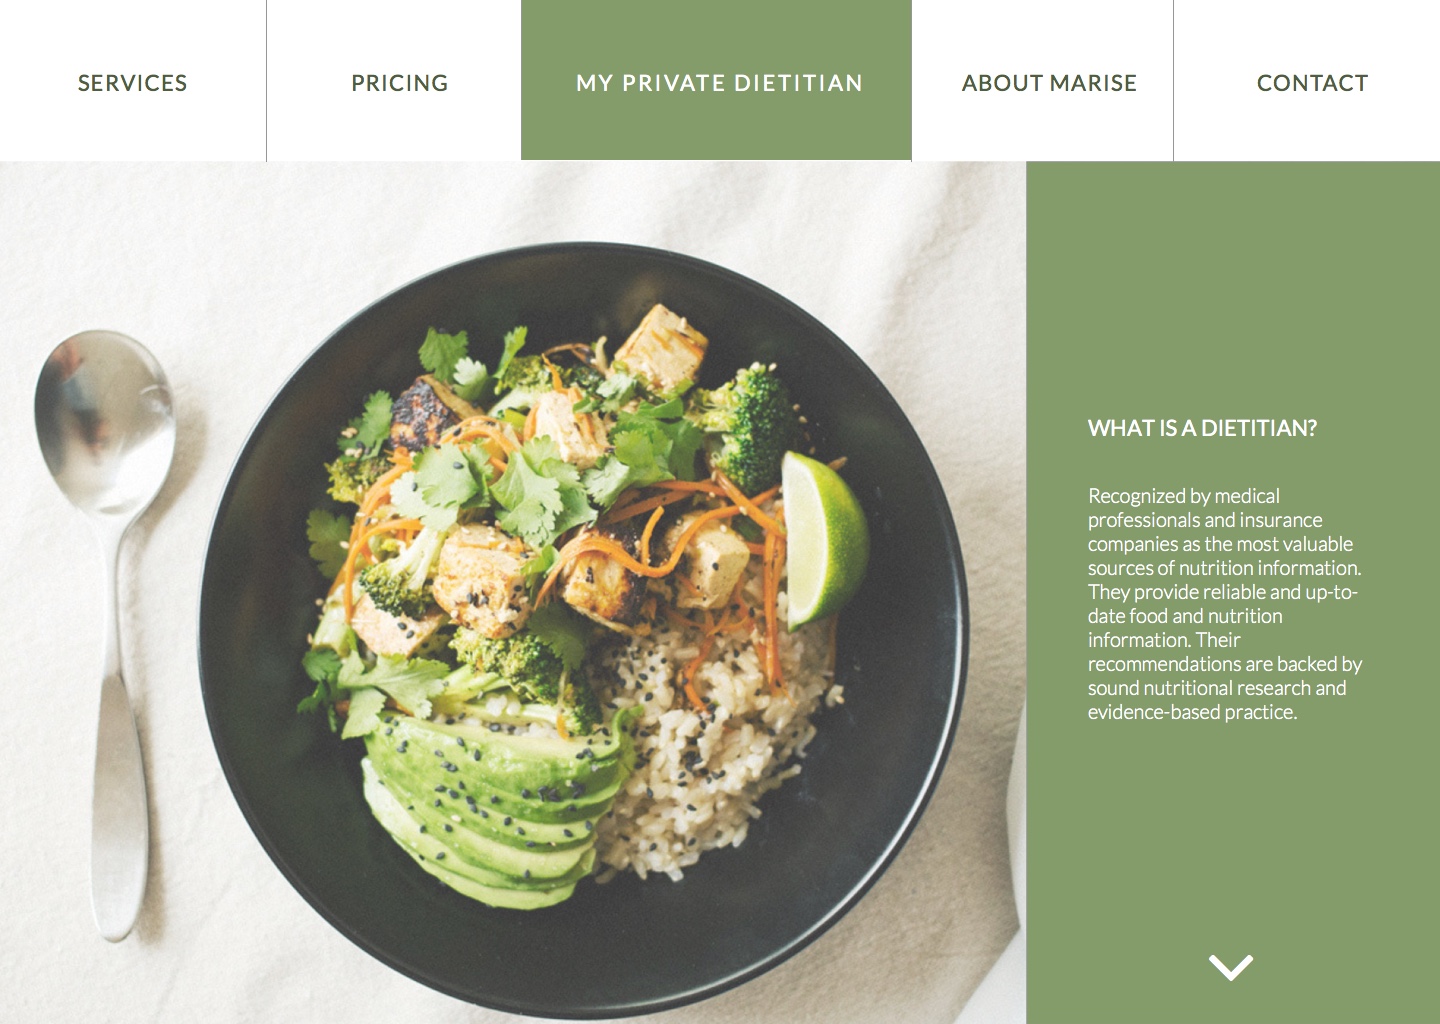 SERVICES
PRICING
MY PRIVATE DIETITIAN
ABOUT MARISE
CONTACT
WHAT IS A DIETITIAN?
Recognized by medical
professionals and insurance
companies as the most valuable
sources of nutrition information.
They provide reliable and up-to-
date food and nutrition
information. Their
recommendations are backed by
sound nutritional research and
evidence-based practice.